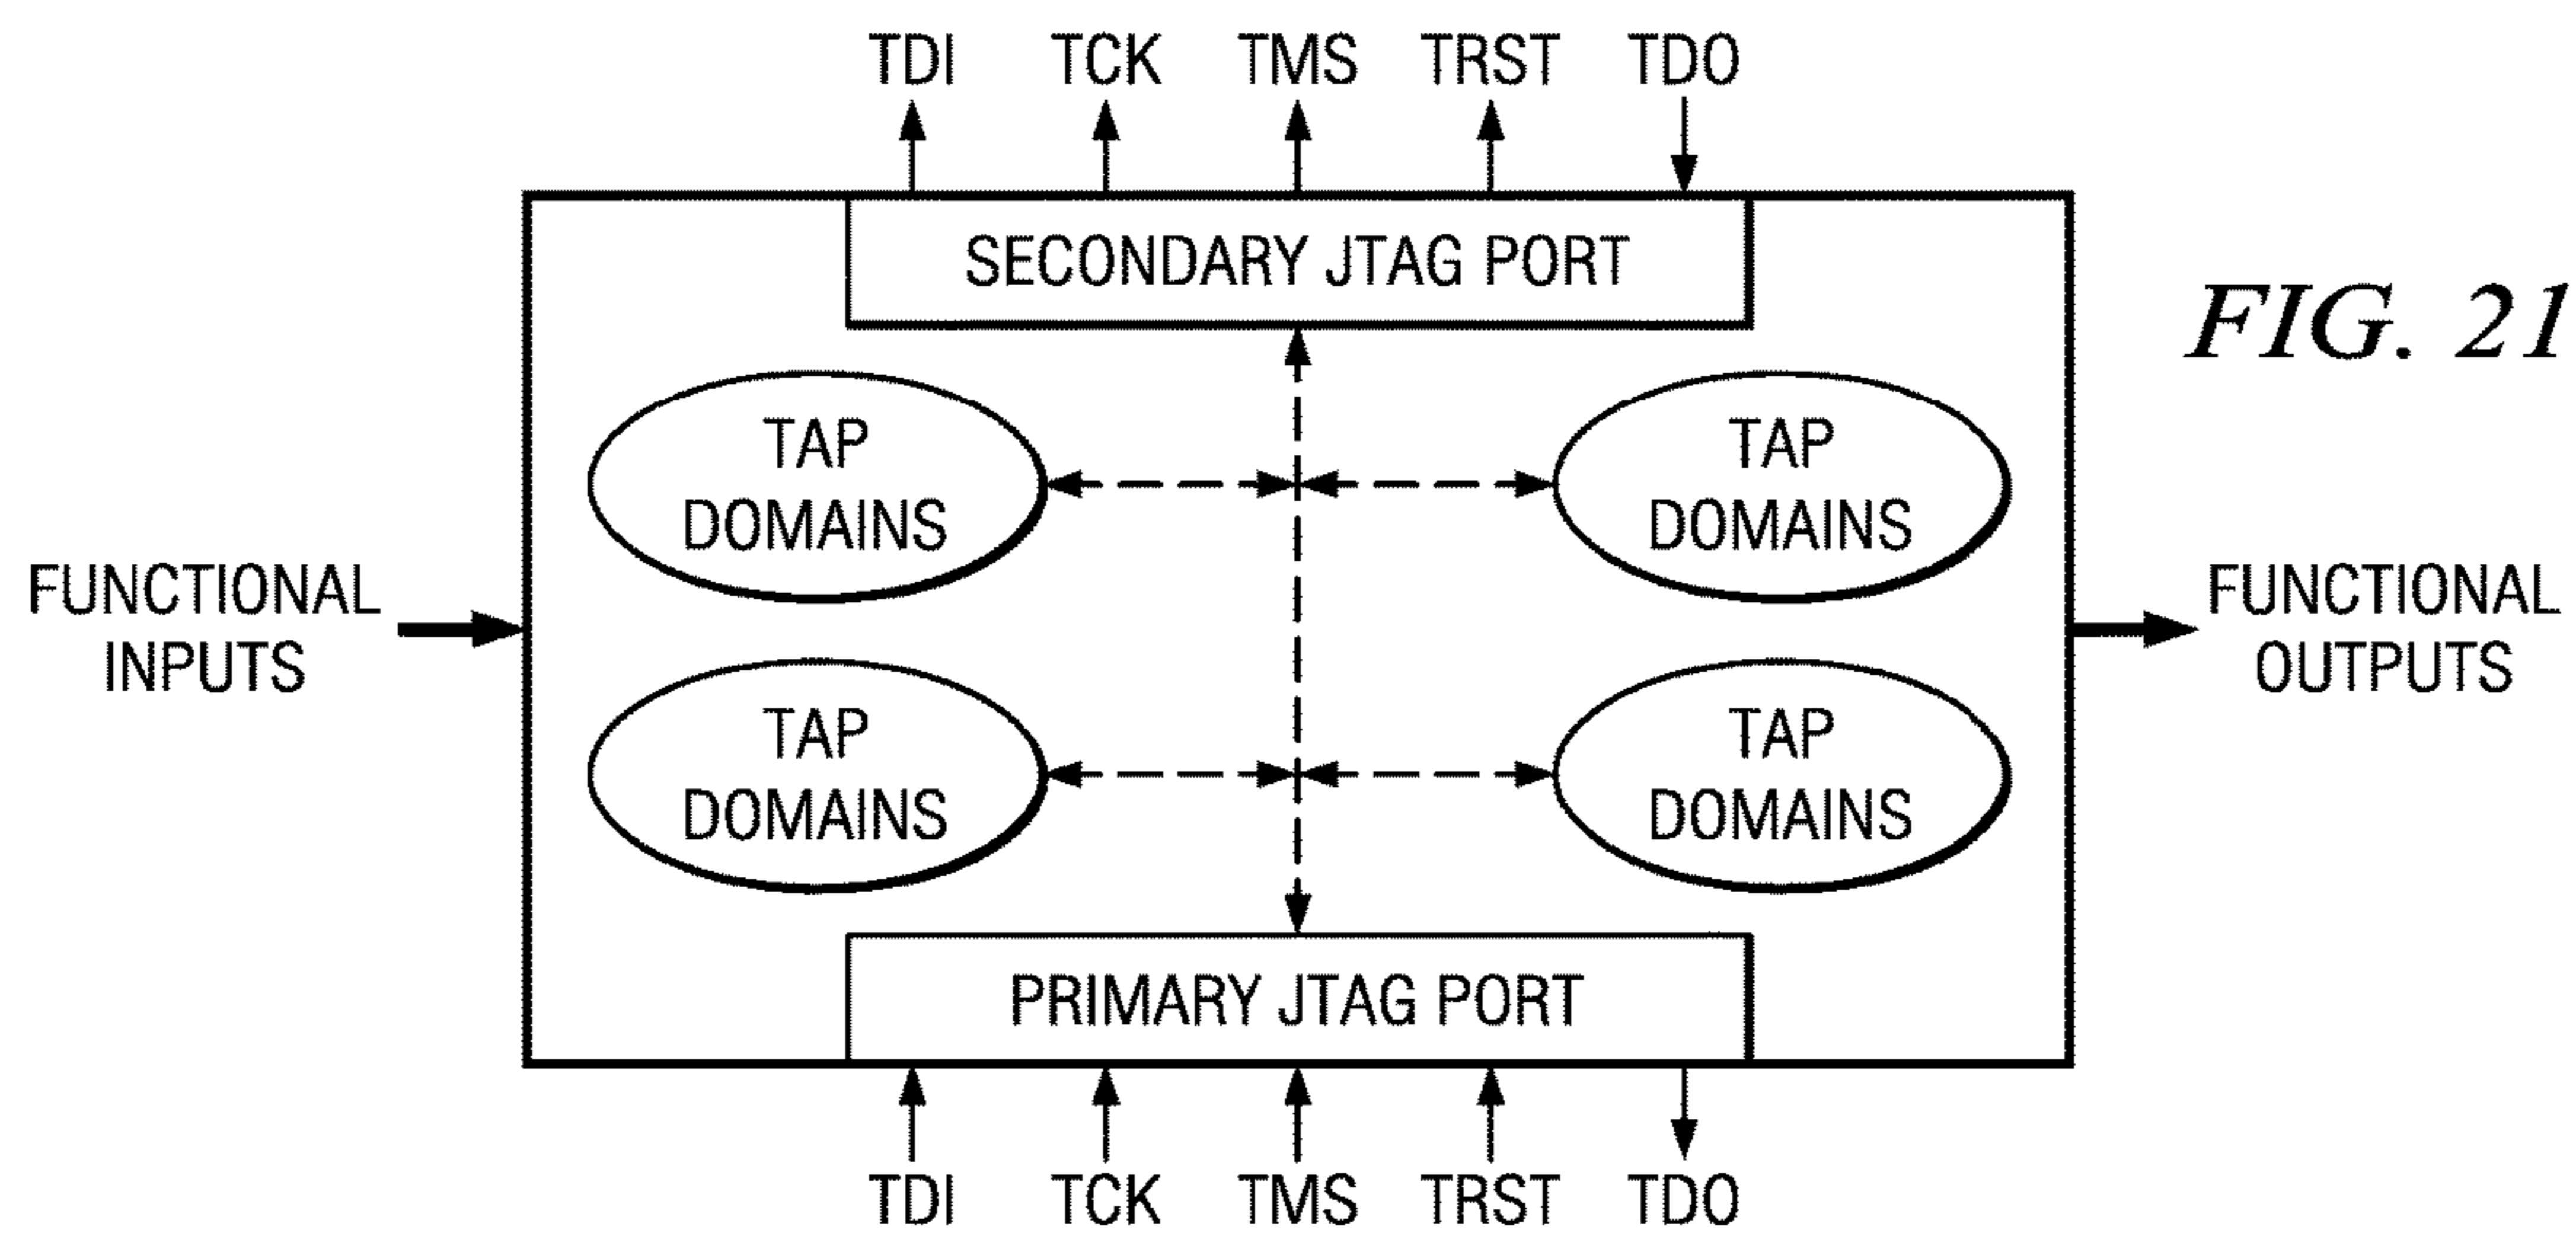 TDI TCK TMS TRST TDO
SECONDARY JTAG PORT
FIG. 21
TAP
DOMAINS
TAP
DOMAINS
FUNCTIONAL
INPUTS
FUNCTIONAL
OUTPUTS
TAP
DOMAINS
TAP
DOMAINS
PRIMARY JTAG PORT
TDI TCK TMS TRST TDO